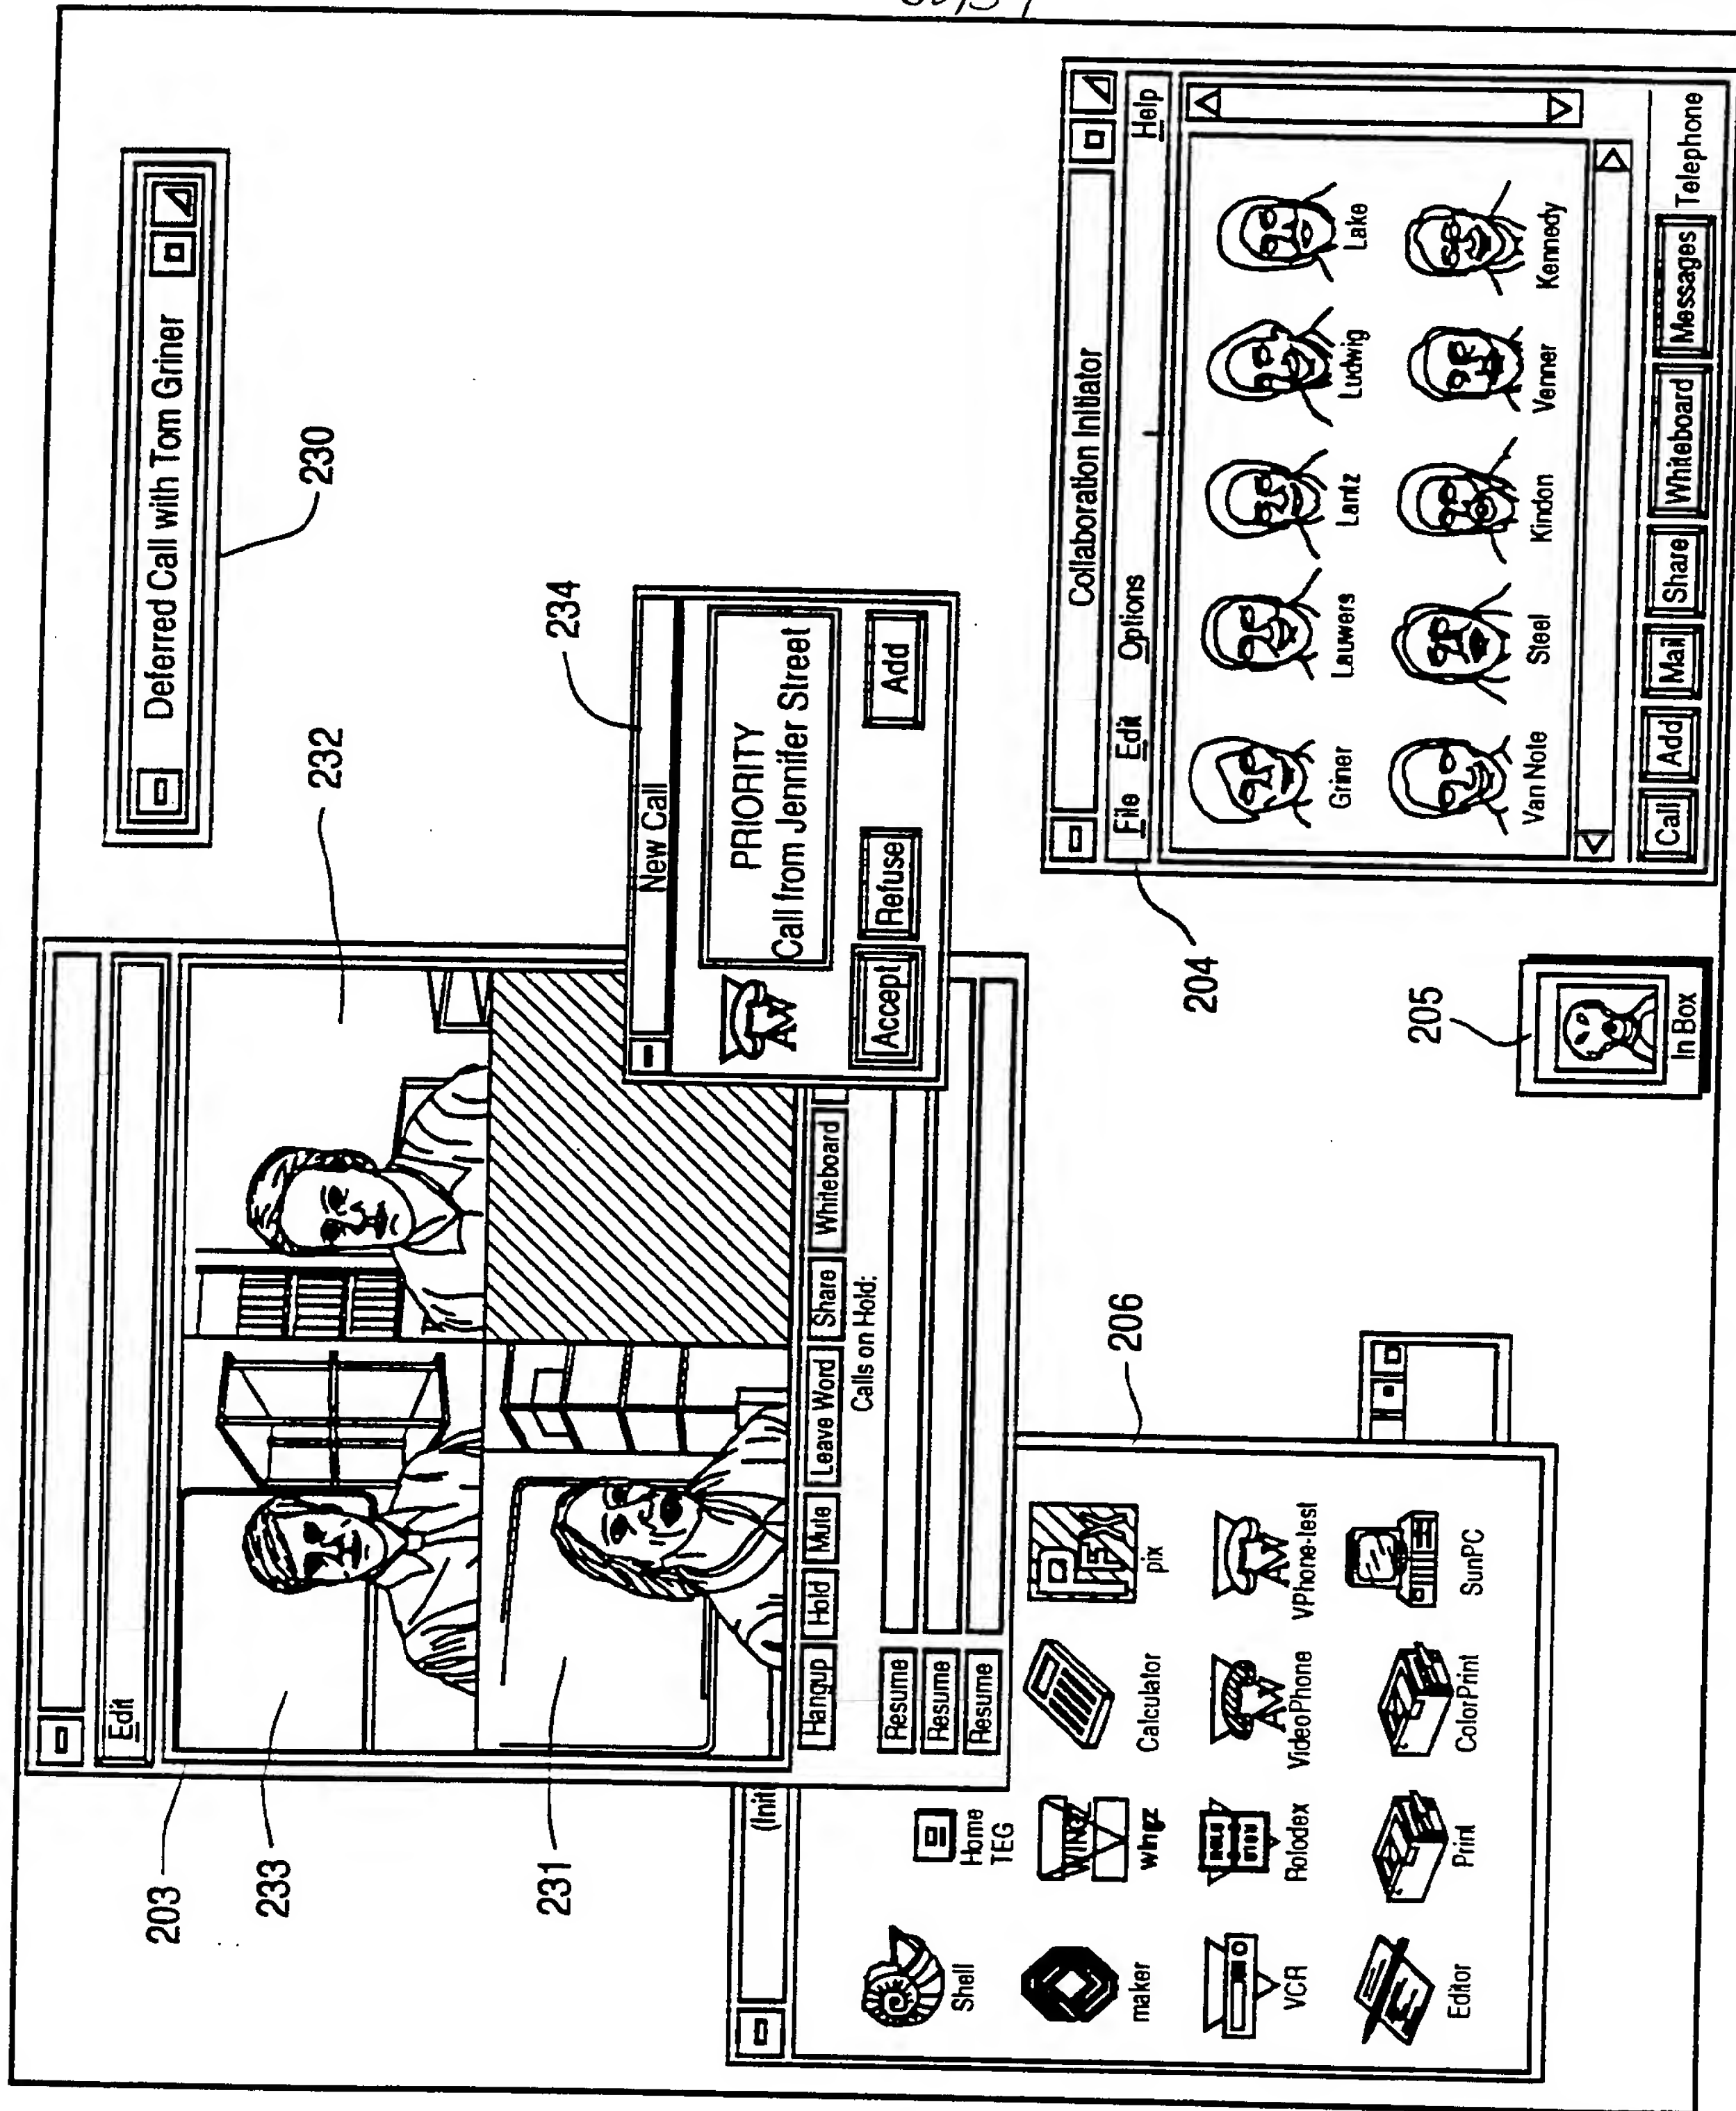 203
Edit
233
232
231
Hangup Hold Mute Leave Word Share Whiteboard
Calls on Hold:
Resume
Resume
Resume
Deferred Call with Tom Griner
230
234
New Call
PRIORITY
Call from Jennifer Street
Accept Refuse Add
(Init
Shell
Home
TEG
maker
wingz
Calculator
pix
VCR
Rolodex
VideoPhone
VPhone-test
Editor
Print
ColorPrint
SunPC
206
205
In Box
204
Collaboration Initiator
File Edit Options Help
Griner Lauwers Lantz Ludwig Lake
Van Note Steel Kindon Venner Kennedy
Call Add Mail Share Whiteboard Messages Telephone